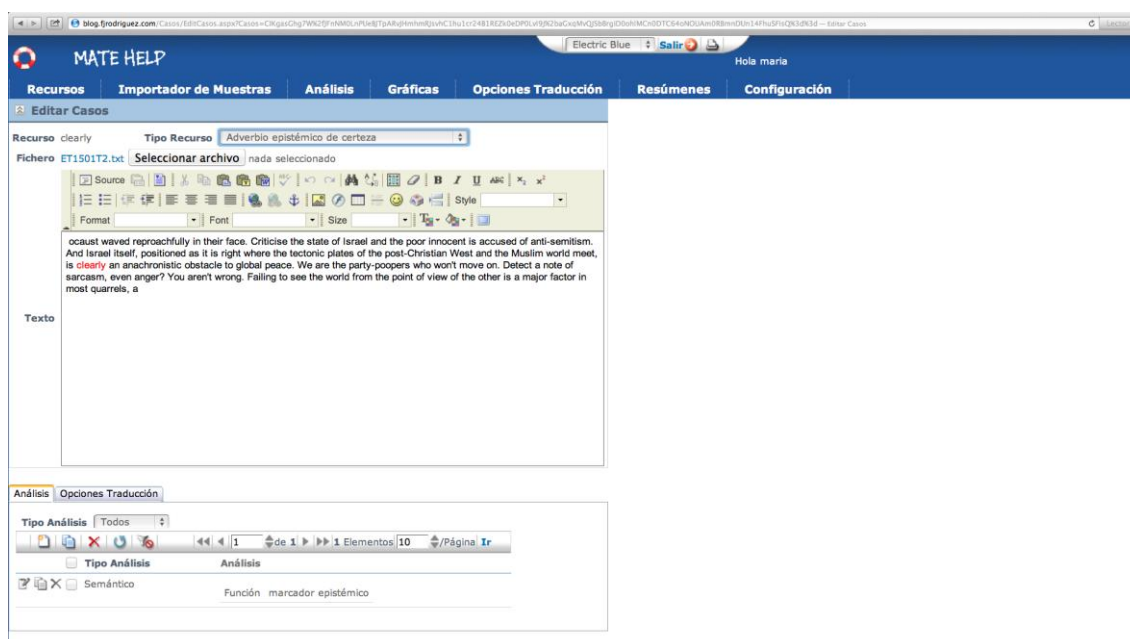 blog.fjrodriguez.com/Casos/EditCasos.aspx
Editar Casos
Electric Blue Salir
MATE HELP
Hola maria
Recursos Importador de Muestras Análisis Gráficas Opciones Traducción Resúmenes Configuración
Editar Casos
Recurso clearly Tipo Recurso Adverbio epistémico de certeza
Fichero ET1501T2.txt Seleccionar archivo nada seleccionado
Source B I U ABC x₂ x²
Style
Format Font Size
ocaust waved reproachfully in their face. Criticise the state of Israel and the poor innocent is accused of anti-semitism.
And Israel itself, positioned as it is right where the tectonic plates of the post-Christian West and the Muslim world meet,
is clearly an anachronistic obstacle to global peace. We are the party-poopers who won't move on. Detect a note of
sarcasm, even anger? You aren't wrong. Failing to see the world from the point of view of the other is a major factor in
most quarrels, a
Texto
Análisis Opciones Traducción
Tipo Análisis Todos
1 de 1 1 Elementos 10 /Página Ir
Tipo Análisis Análisis
Semántico
Función marcador epistémico